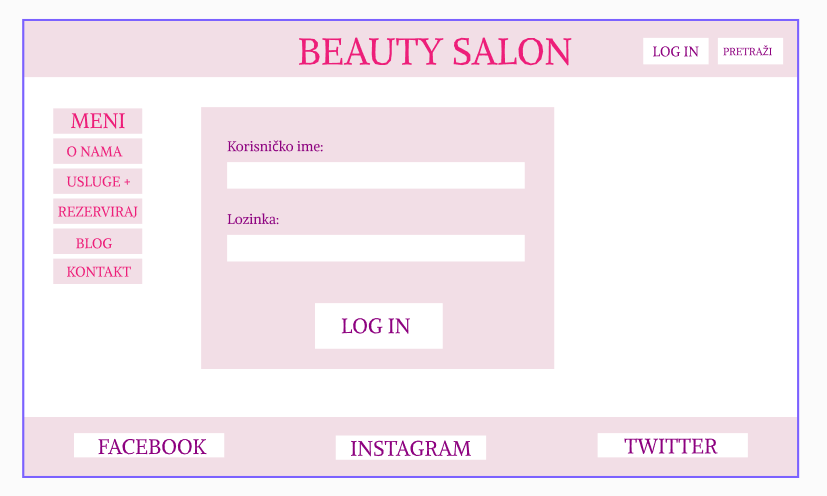 BEAUTY SALON
LOG IN
PRETRAŽI
MENI
O NAMA
USLUGE +
REZERVIRAJ
BLOG
KONTAKT
Korisničko ime:
Lozinka:
LOG IN
FACEBOOK
INSTAGRAM
TWITTER